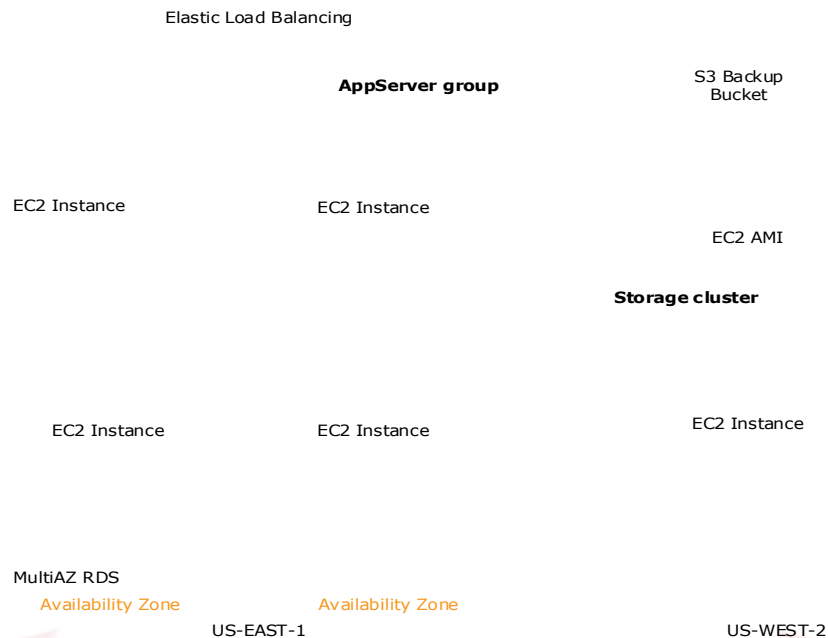 Elastic Load Balancing
AppServer group
S3 Backup
Bucket
EC2 Instance
EC2 Instance
EC2 AMI
Storage cluster
EC2 Instance
EC2 Instance
EC2 Instance
MultiAZ RDS
Availability Zone
Availability Zone
US-EAST-1
US-WEST-2